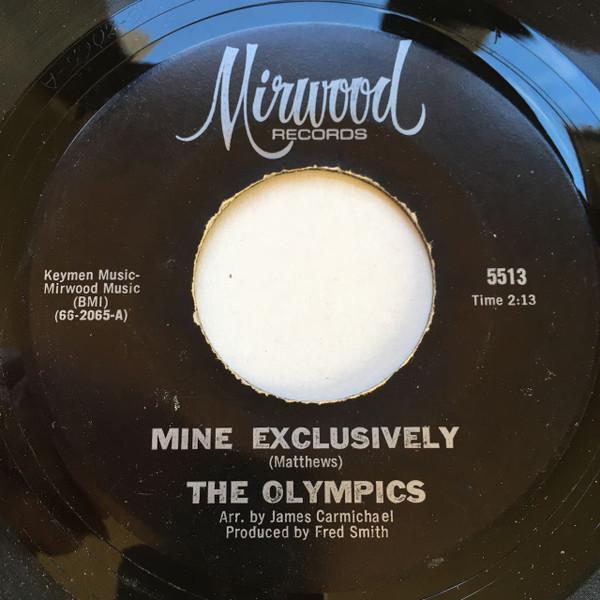 Mirwood
RECORDS
Keymen Music-
Mirwood Music
(BMI)
(66-2065-A)
5513
Time 2:13
MINE EXCLUSIVELY
(Matthews)
THE OLYMPICS
Arr. by James Carmichael
Produced by Fred Smith